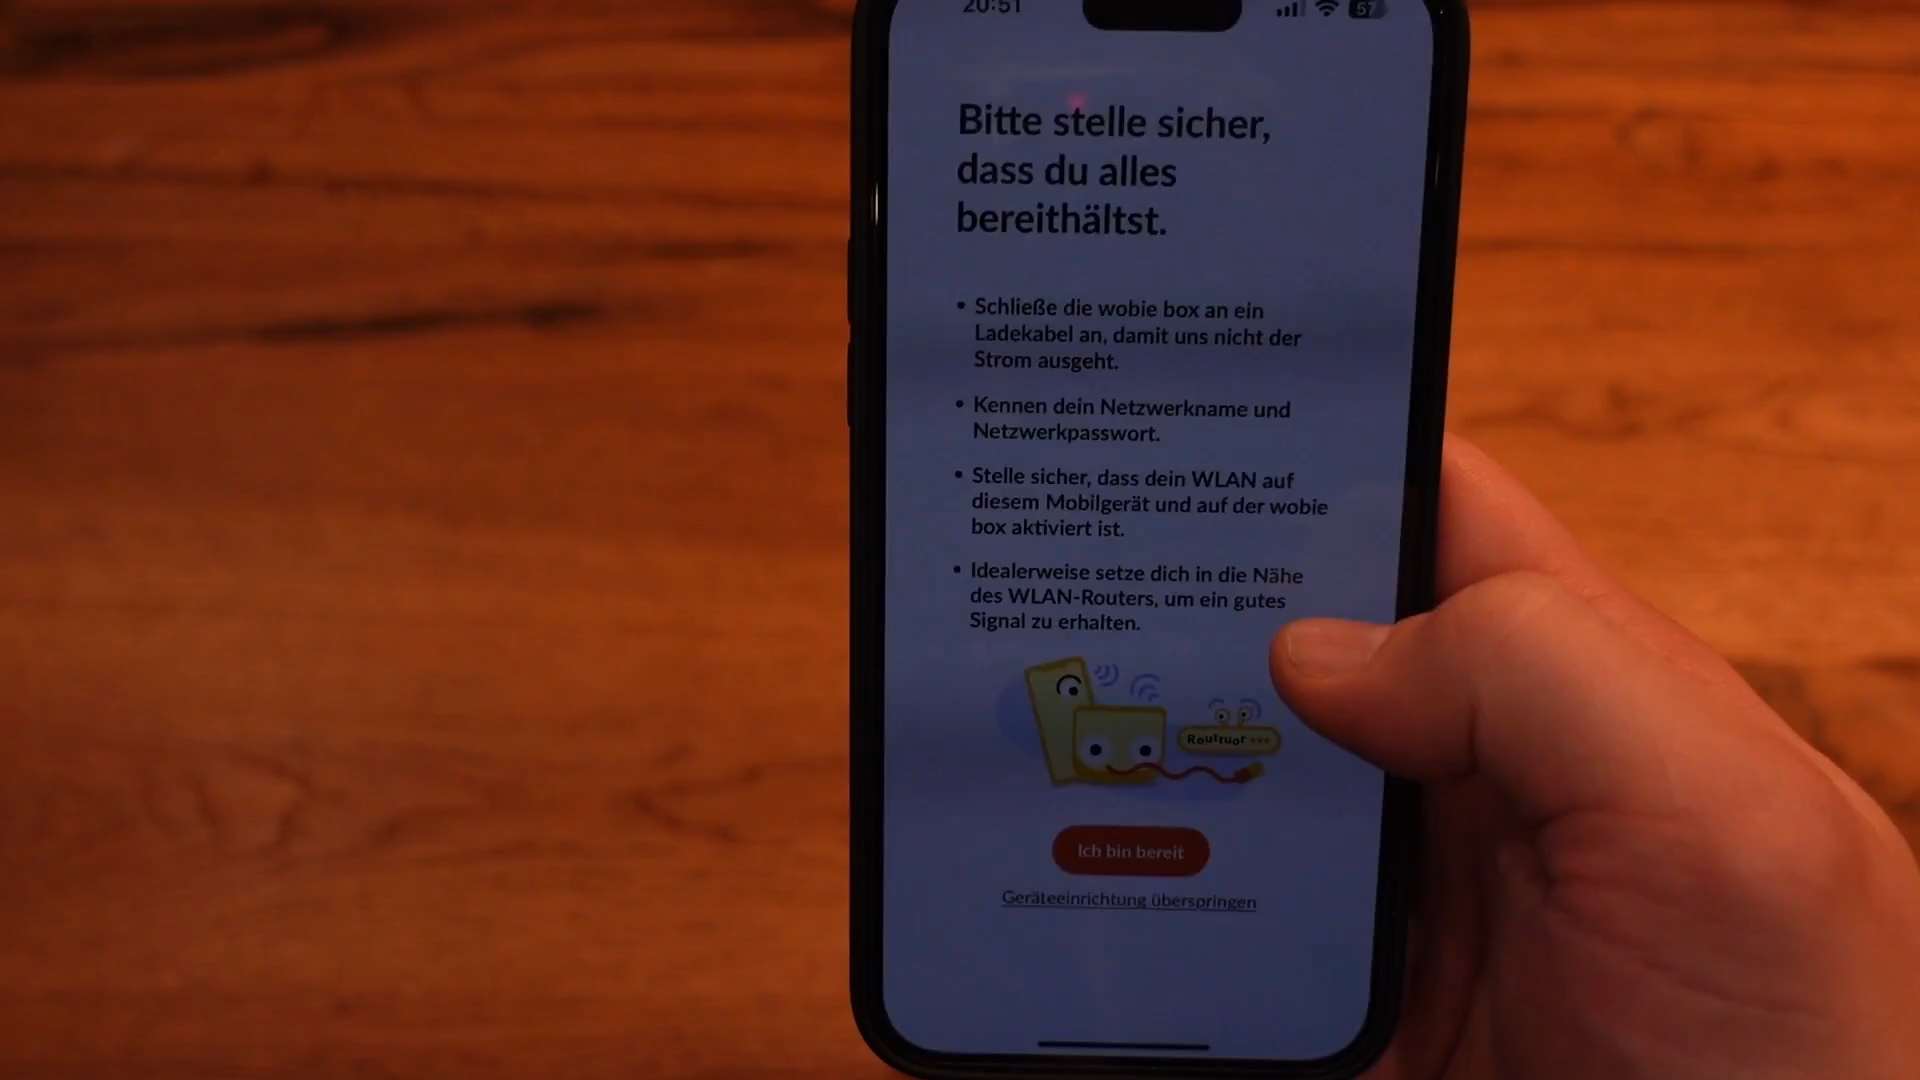 20:51
57
Bitte stelle sicher,
dass du alles
bereithältst.
• Schließe die wobie box an ein
Ladekabel an, damit uns nicht der
Strom ausgeht.
• Kennen dein Netzwerkname und
Netzwerkpasswort.
• Stelle sicher, dass dein WLAN auf
diesem Mobilgerät und auf der wobie
box aktiviert ist.
• Idealerweise setze dich in die Nähe
des WLAN-Routers, um ein gutes
Signal zu erhalten.
Ich bin bereit
Geräteeinrichtung überspringen